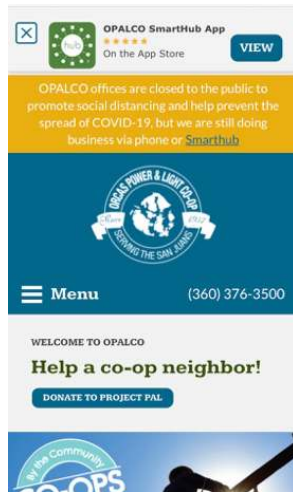 hub
OPALCO SmartHub App
On the App Store
VIEW
OPALCO offices are closed to the public to
promote social distancing and help prevent the
spread of COVID-19, but we are still doing
business via phone or Smarthub
ORCAS POWER & LIGHT CO-OP
SERVING THE SAN JUANS
Menu
(360) 376-3500
WELCOME TO OPALCO
Help a co-op neighbor!
DONATE TO PROJECT PAL
By the Community
CO-OPS